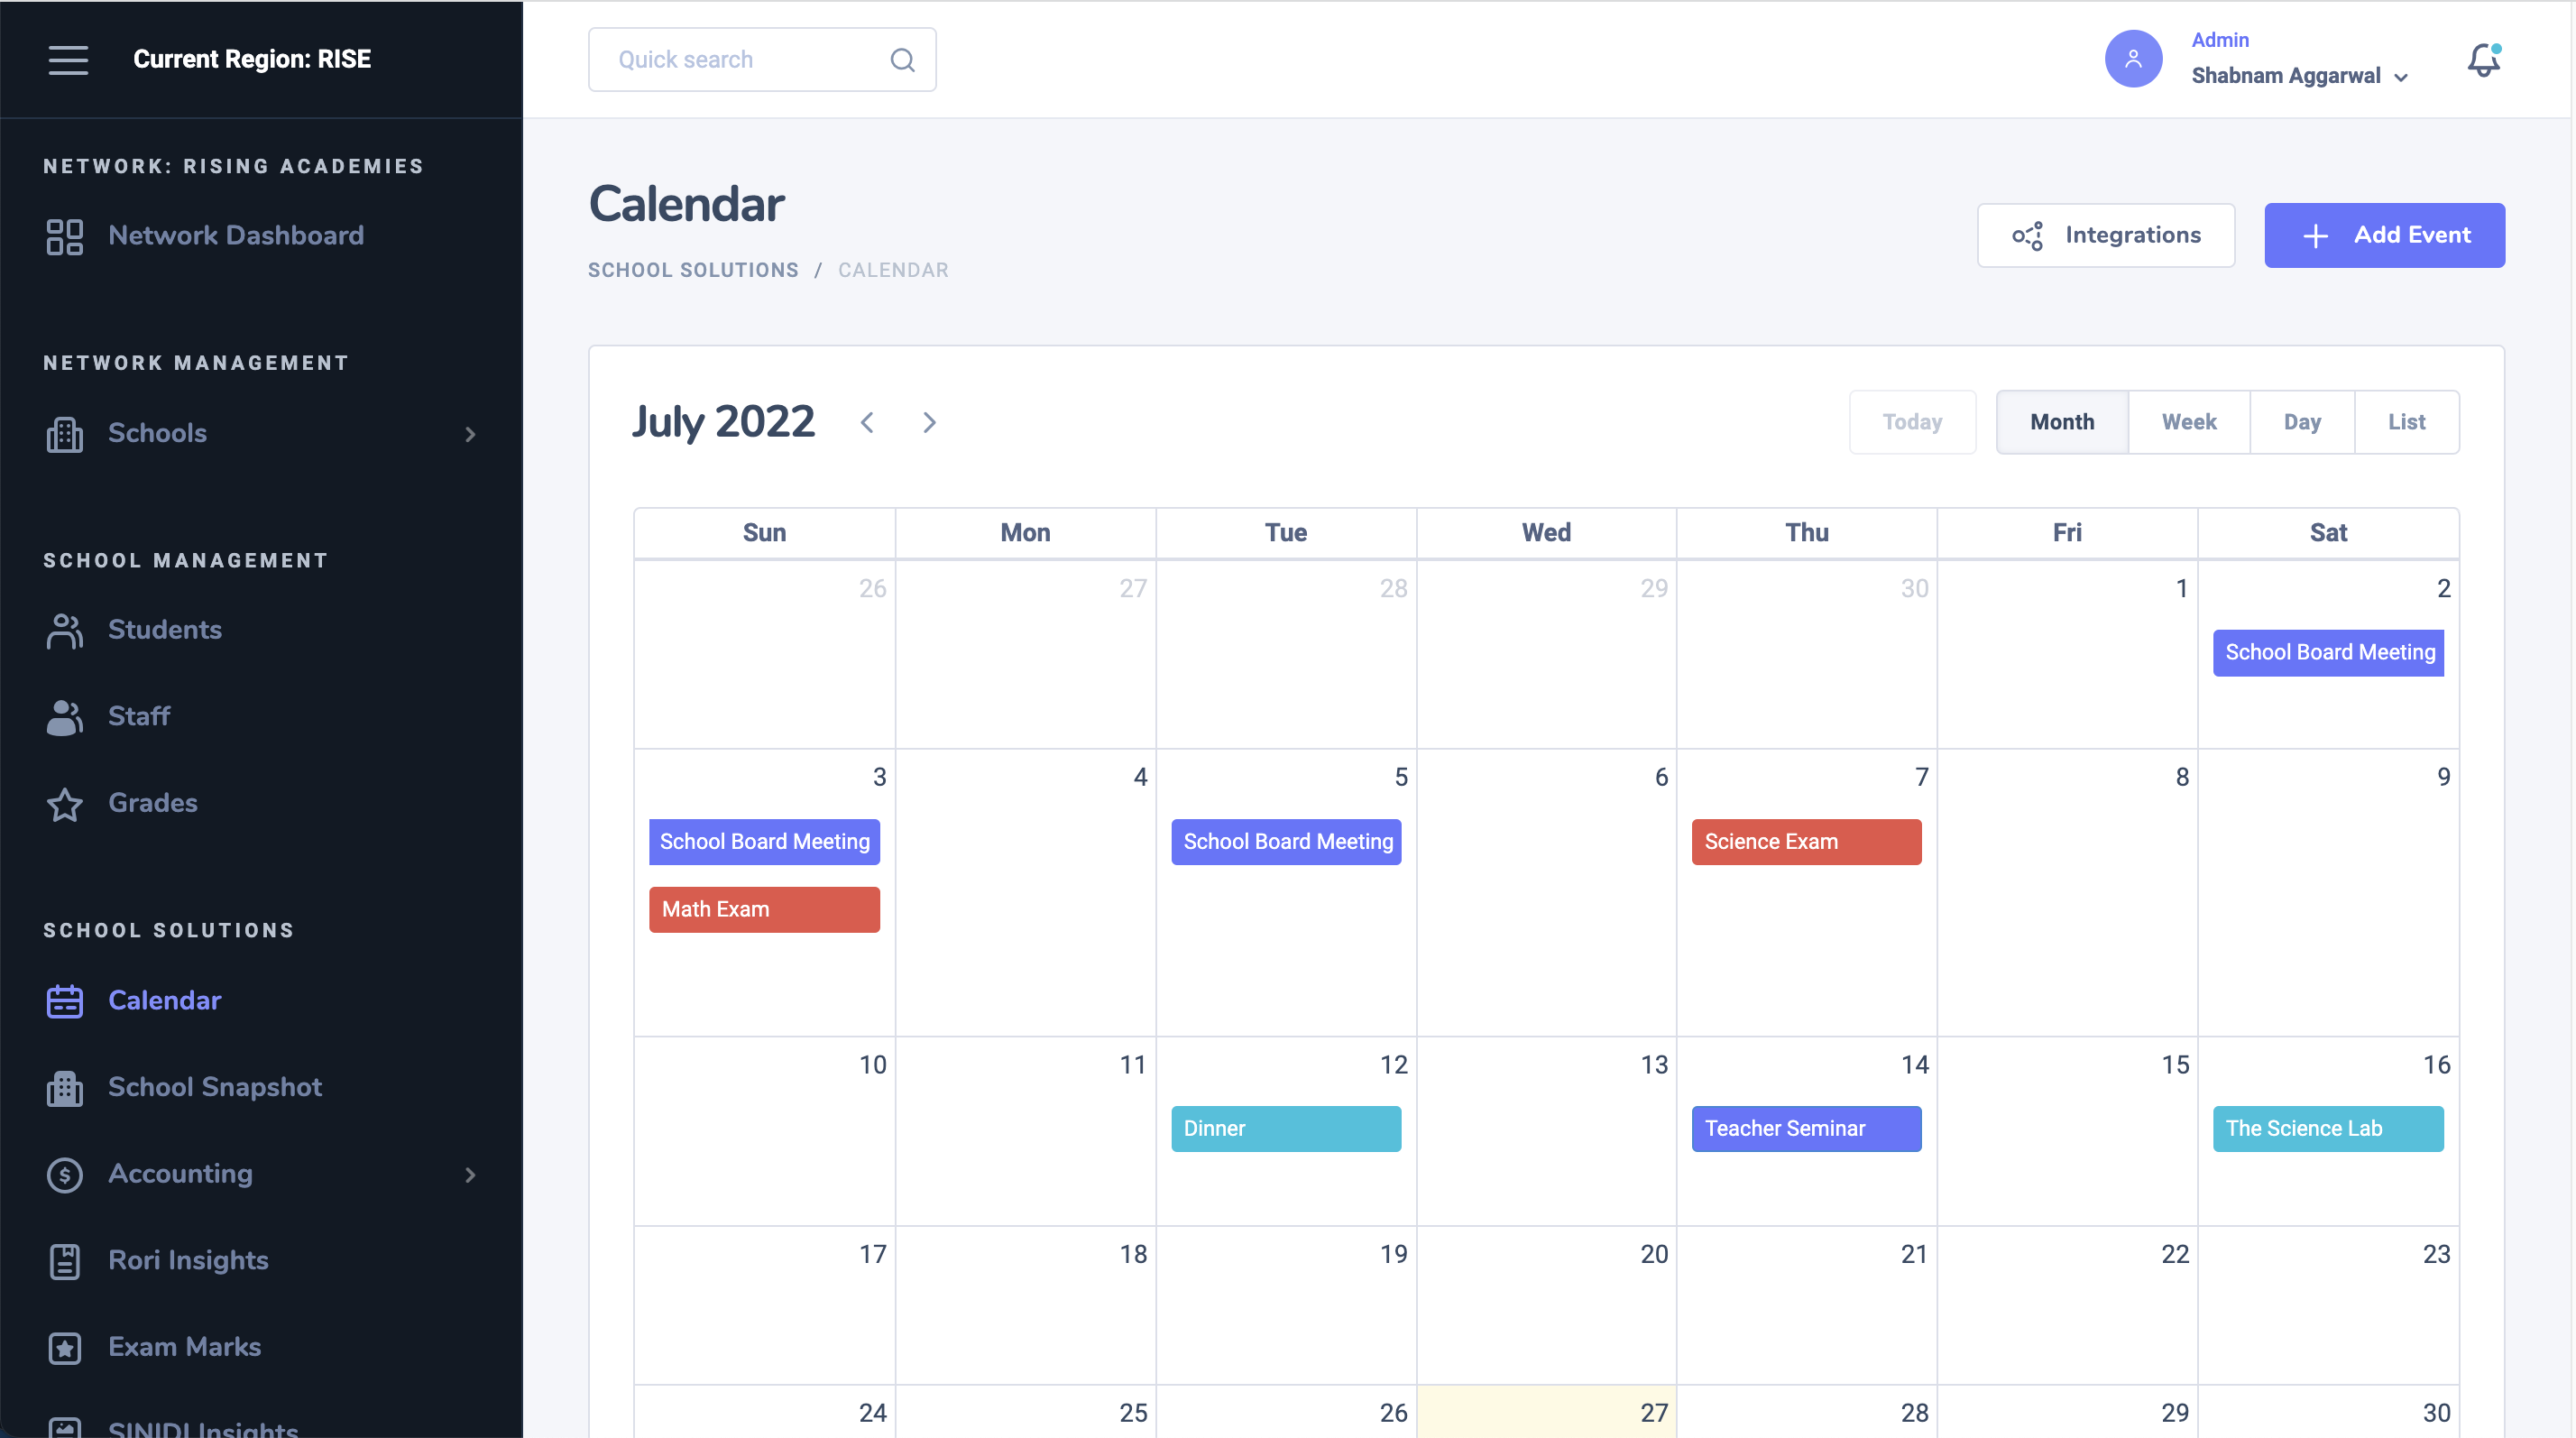 Current Region: RISE
NETWORK: RISING ACADEMIES
Network Dashboard
NETWORK MANAGEMENT
Schools
SCHOOL MANAGEMENT
Students
Staff
Grades
SCHOOL SOLUTIONS
Calendar
School Snapshot
Accounting
Rori Insights
Exam Marks
SINIDI Insights
Quick search
Admin
Shabnam Aggarwal
Calendar
SCHOOL SOLUTIONS / CALENDAR
Integrations
Add Event
July 2022
Today Month Week Day List
Sun Mon Tue Wed Thu Fri Sat
26 27 28 29 30 1 2
School Board Meeting
3 4 5 6 7 8 9
School Board Meeting School Board Meeting Science Exam
Math Exam
10 11 12 13 14 15 16
Dinner Teacher Seminar The Science Lab
17 18 19 20 21 22 23
24 25 26 27 28 29 30